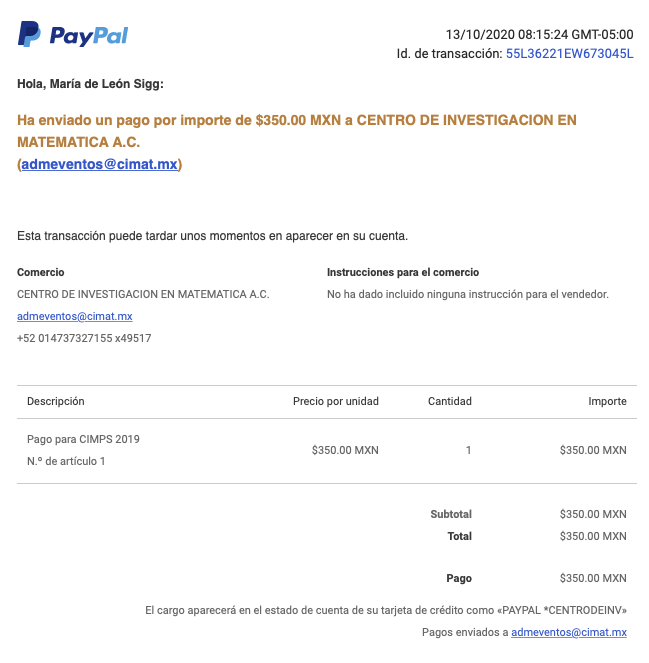 PayPal
13/10/2020 08:15:24 GMT-05:00
Id. de transacción: 55L36221EW673045L
Hola, María de León Sigg:
Ha enviado un pago por importe de $350.00 MXN a CENTRO DE INVESTIGACION EN
MATEMATICA A.C.
(admeventos@cimat.mx)
Esta transacción puede tardar unos momentos en aparecer en su cuenta.
Comercio
CENTRO DE INVESTIGACION EN MATEMATICA A.C.
admeventos@cimat.mx
+52 014737327155 x49517
Instrucciones para el comercio
No ha dado incluido ninguna instrucción para el vendedor.
Descripción Precio por unidad Cantidad Importe
Pago para CIMPS 2019
N.º de artículo 1
$350.00 MXN 1 $350.00 MXN
Subtotal $350.00 MXN
Total $350.00 MXN
Pago $350.00 MXN
El cargo aparecerá en el estado de cuenta de su tarjeta de crédito como «PAYPAL *CENTRODEINV»
Pagos enviados a admeventos@cimat.mx